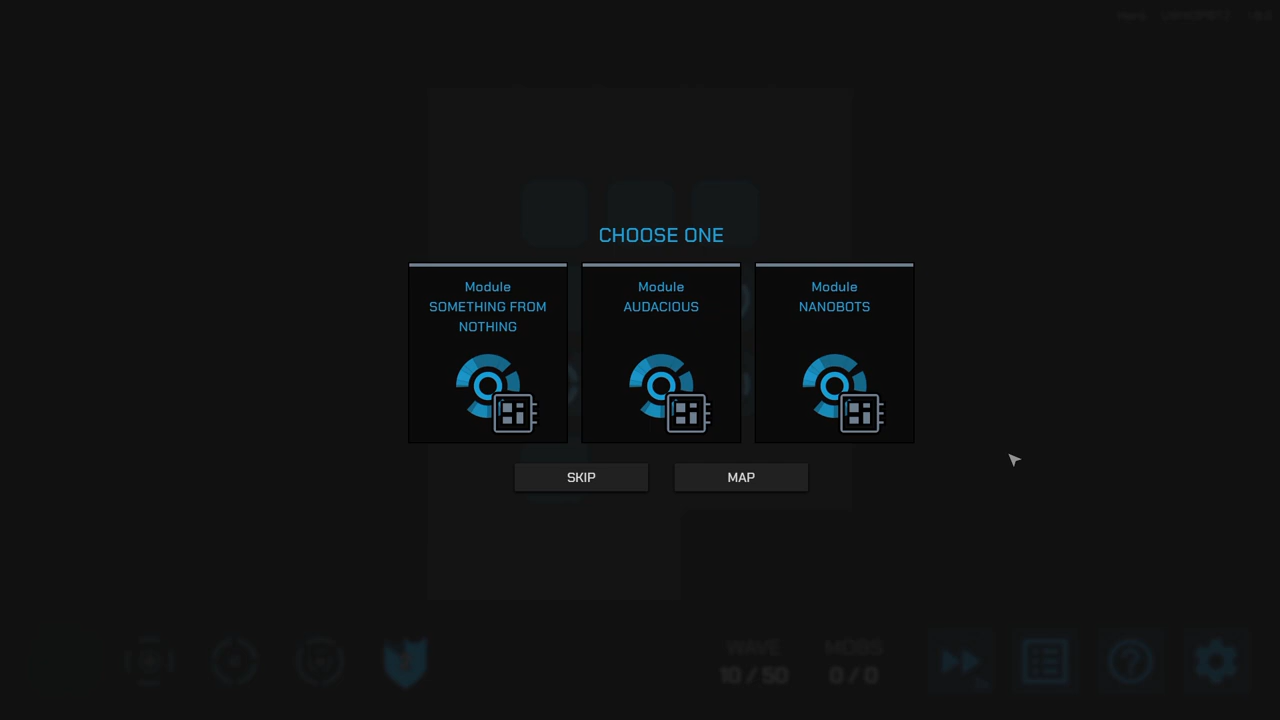 CHOOSE ONE
Module
SOMETHING FROM
NOTHING
Module
AUDACIOUS
Module
NANOBOTS
SKIP
MAP
WAVE
10 / 50
MOBS
0 / 0